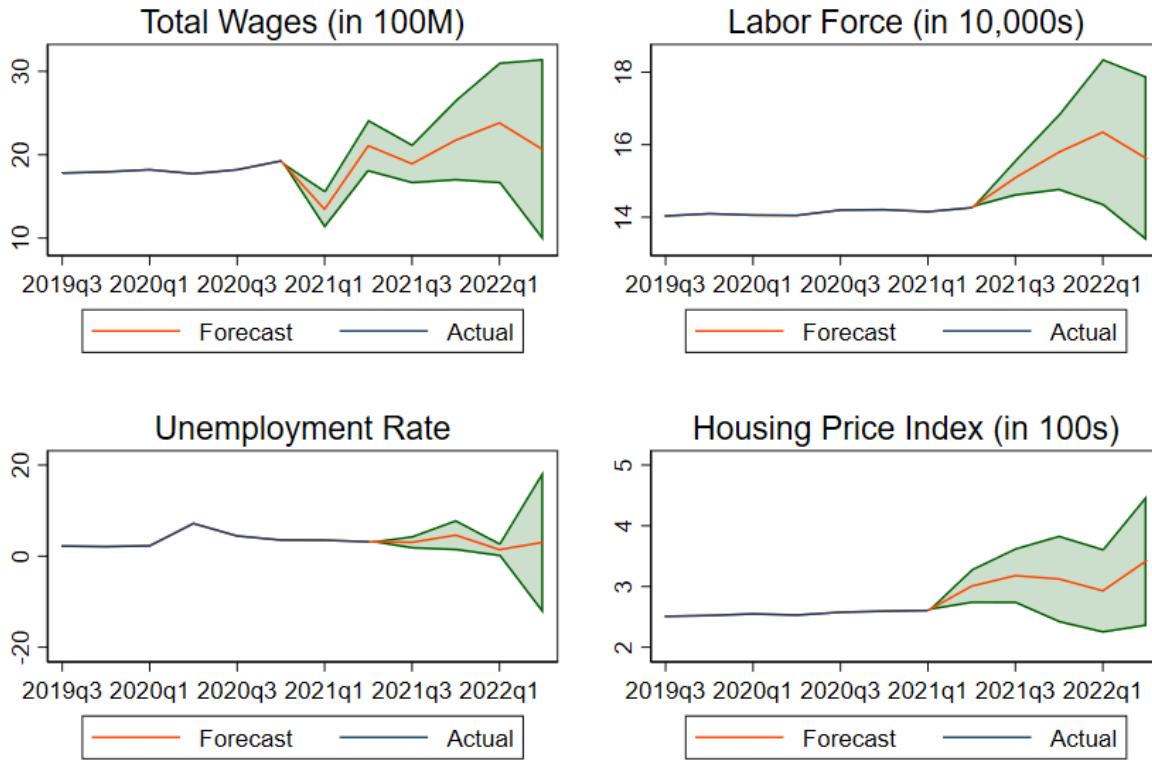 Total Wages (in 100M)
30
20
10
2019q3 2020q1 2020q3 2021q1 2021q3 2022q1
Forecast Actual
Labor Force (in 10,000s)
18
16
14
2019q3 2020q1 2020q3 2021q1 2021q3 2022q1
Forecast Actual
Unemployment Rate
20
0
-20
2019q3 2020q1 2020q3 2021q1 2021q3 2022q1
Forecast Actual
Housing Price Index (in 100s)
5
4
3
2
2019q3 2020q1 2020q3 2021q1 2021q3 2022q1
Forecast Actual